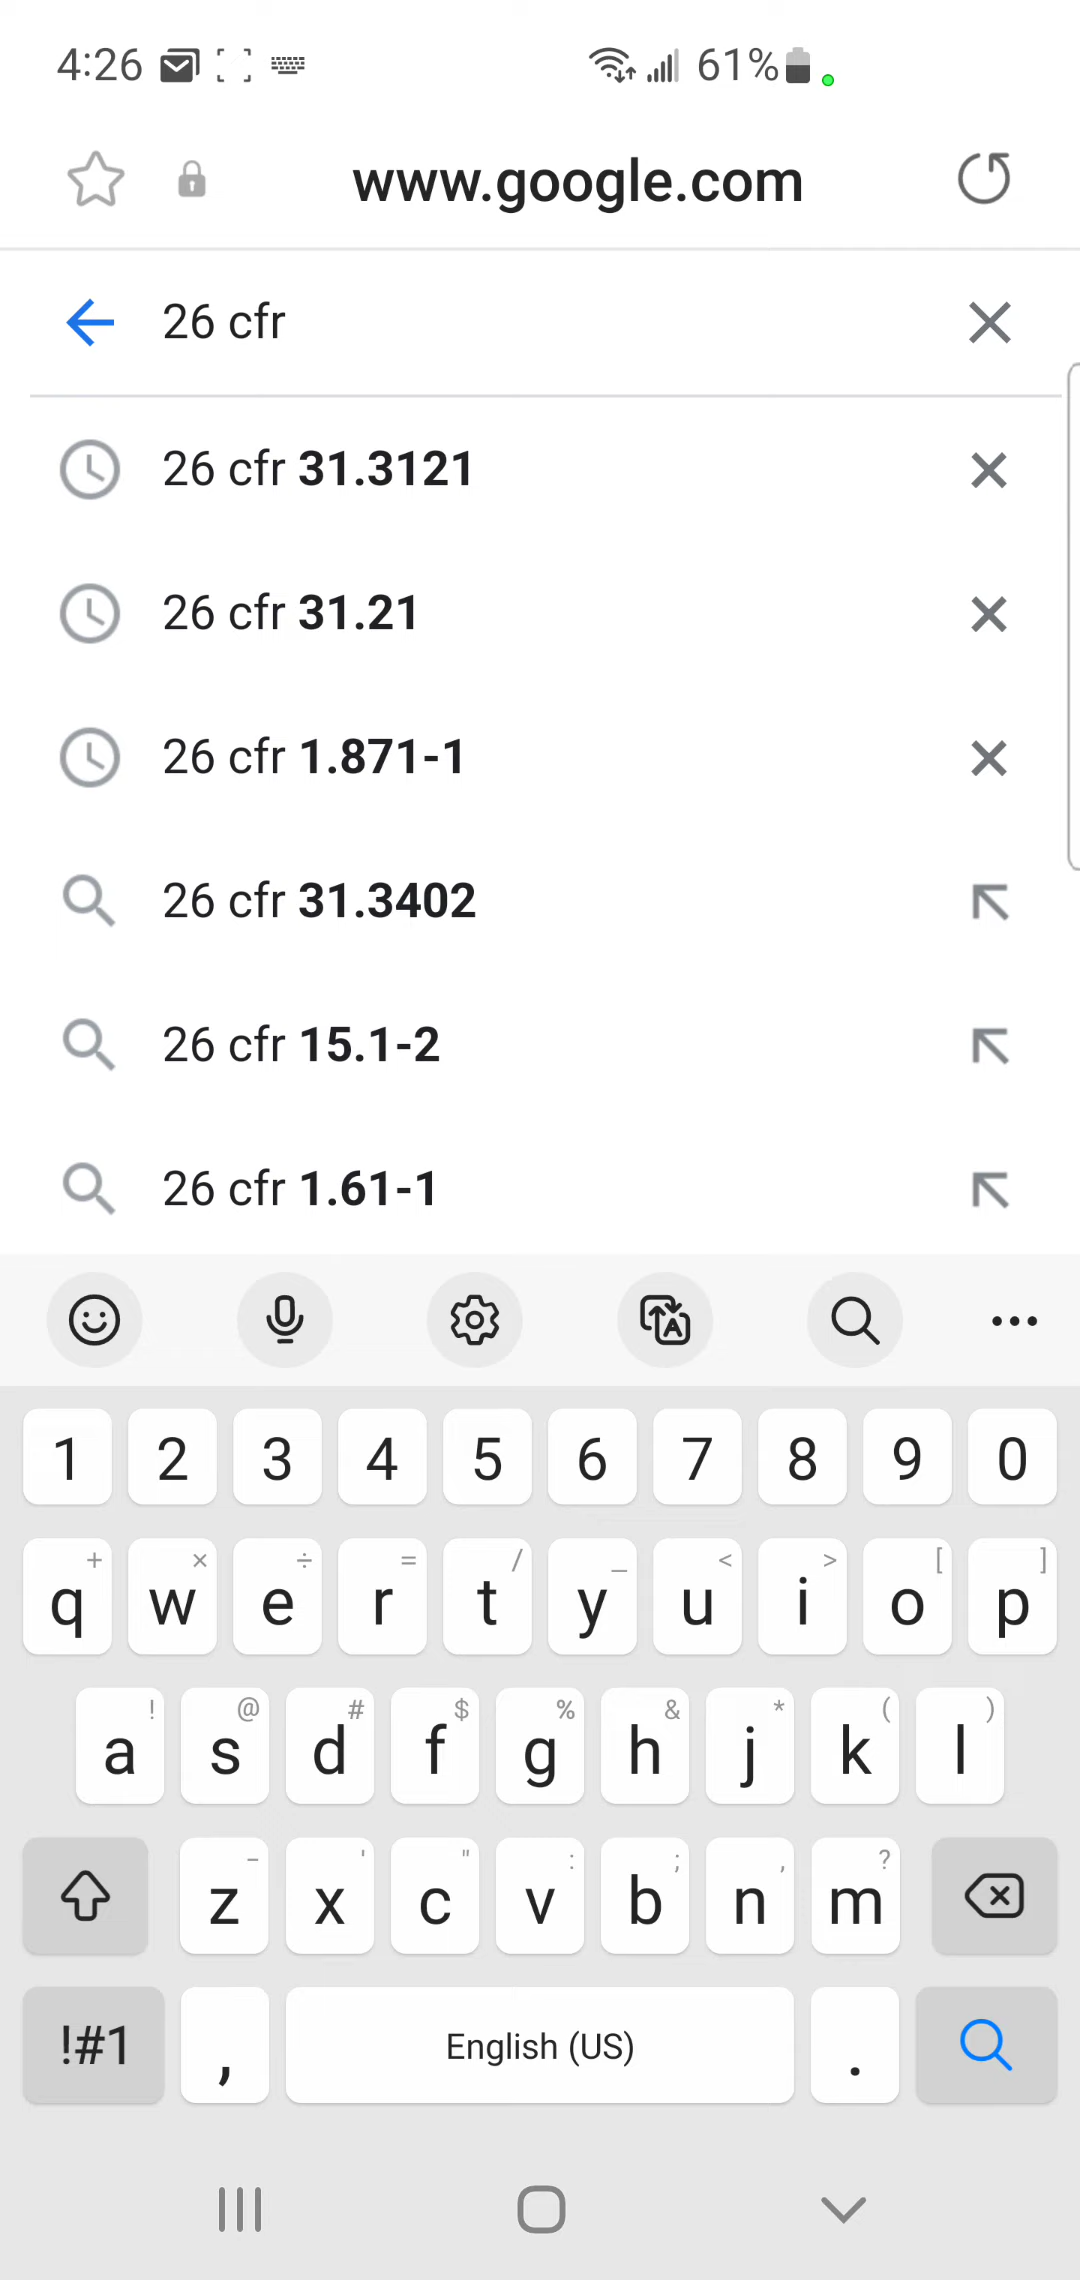 4:26 61%
www.google.com
26 cfr
26 cfr 31.3121
26 cfr 31.21
26 cfr 1.871-1
26 cfr 31.3402
26 cfr 15.1-2
26 cfr 1.61-1
1 2 3 4 5 6 7 8 9 0
+ × ÷ = / _ < > [ ]
q w e r t y u i o p
! @ # $ % & * ( )
a s d f g h j k l
- ' " : ; , ?
z x c v b n m
!#1 , English (US) .